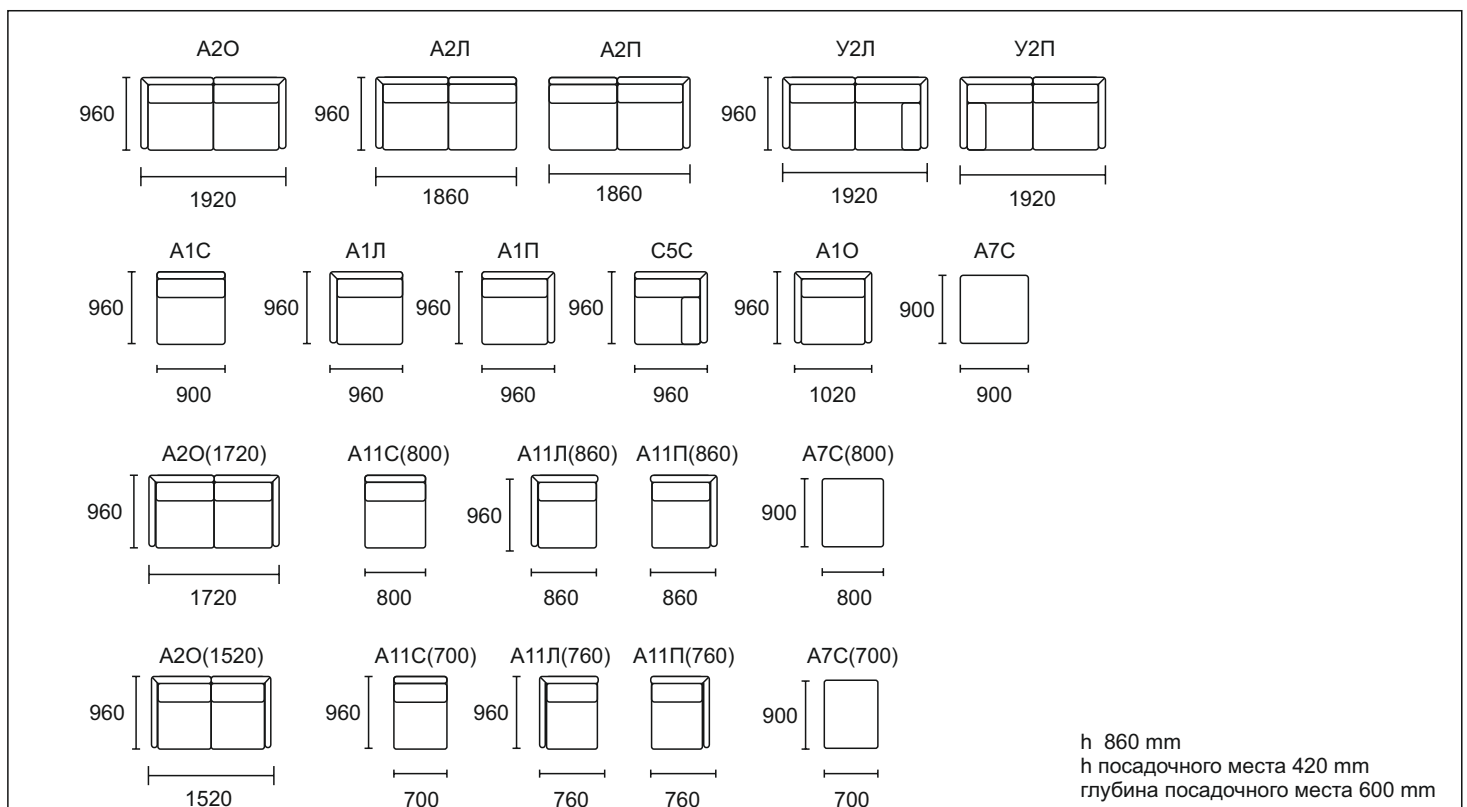 А2О А2Л А2П У2Л У2П
960 960 960
1920 1860 1860 1920 1920
А1С А1Л А1П С5С А1О А7С
960 960 960 960 960 900
900 960 960 960 1020 900
А2О(1720) А11С(800) А11Л(860) А11П(860) А7С(800)
960 960 900
1720 800 860 860 800
А2О(1520) А11С(700) А11Л(760) А11П(760) А7С(700)
960 960 960 900
1520 700 760 760 700
h 860 mm
h посадочного места 420 mm
глубина посадочного места 600 mm